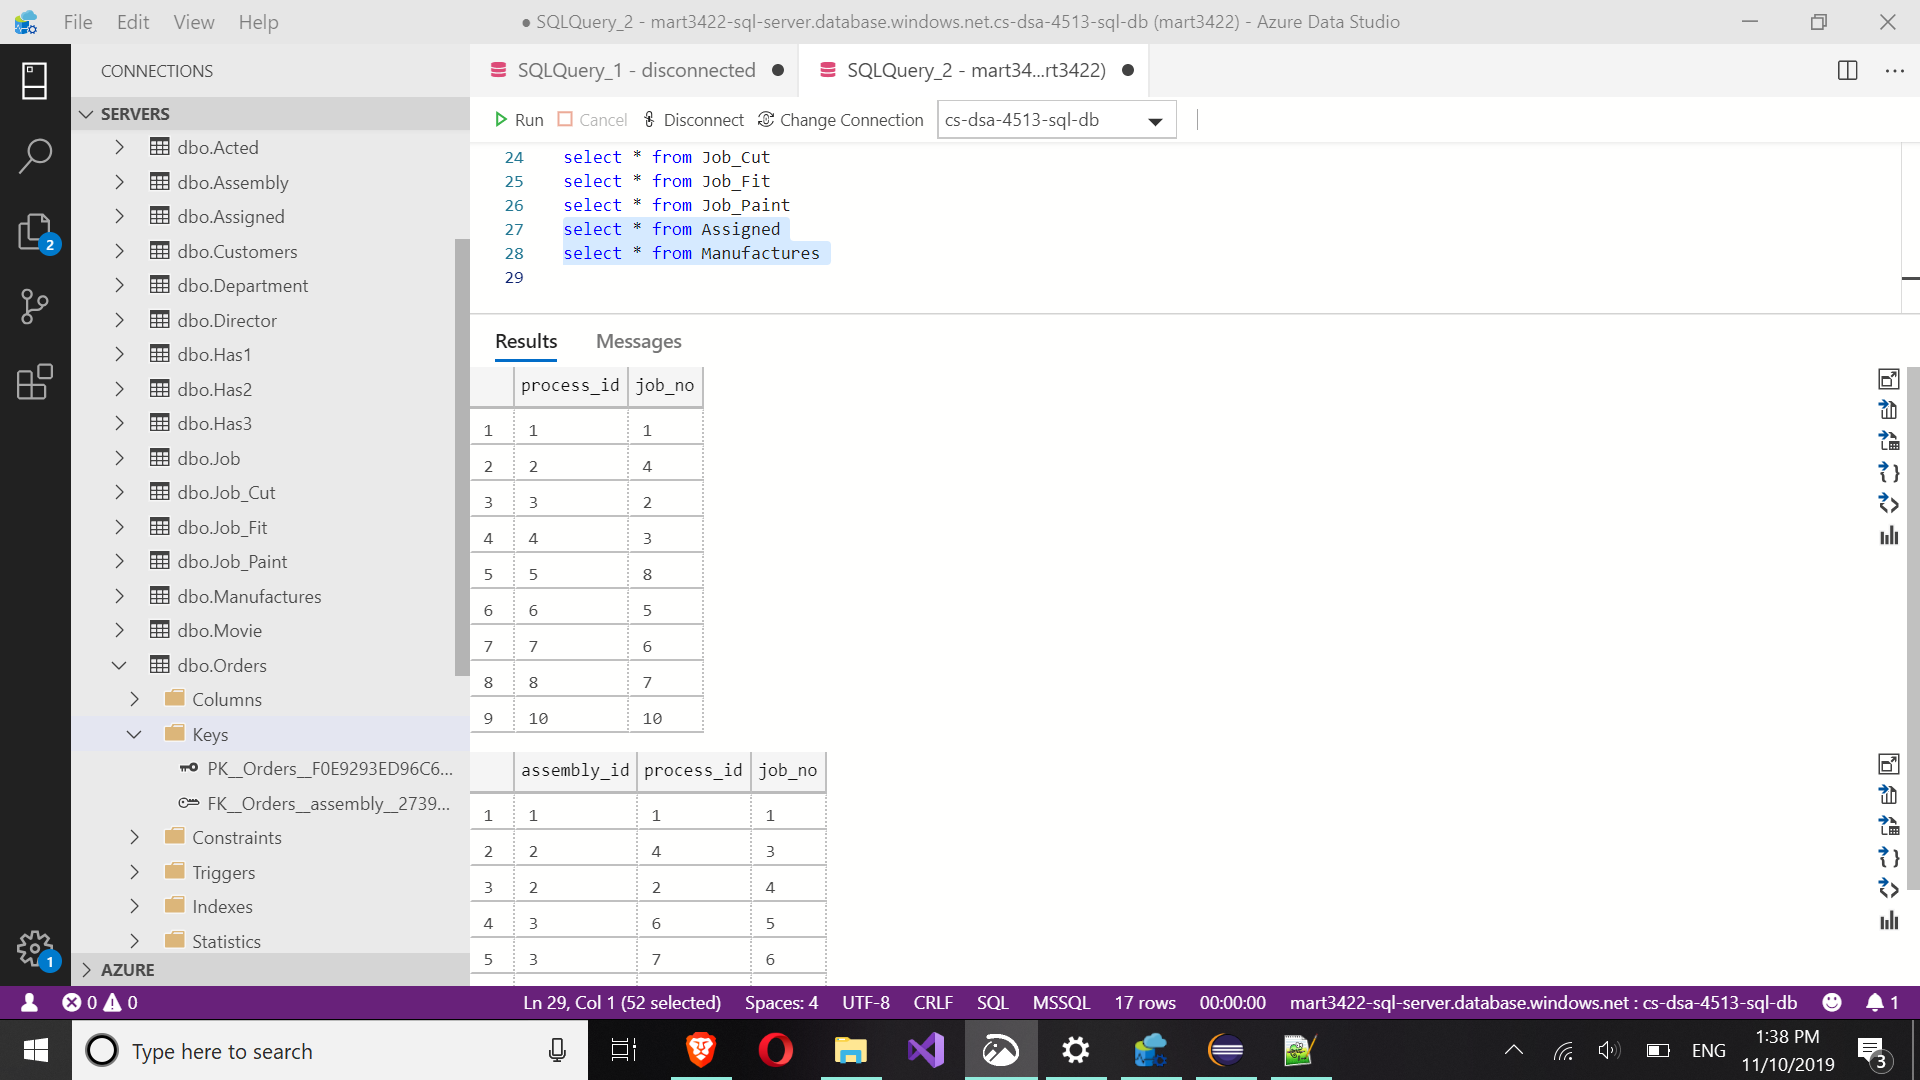 File Edit View Help
● SQLQuery_2 - mart3422-sql-server.database.windows.net.cs-dsa-4513-sql-db (mart3422) - Azure Data Studio
CONNECTIONS
SERVERS
dbo.Acted
dbo.Assembly
dbo.Assigned
dbo.Customers
dbo.Department
dbo.Director
dbo.Has1
dbo.Has2
dbo.Has3
dbo.Job
dbo.Job_Cut
dbo.Job_Fit
dbo.Job_Paint
dbo.Manufactures
dbo.Movie
dbo.Orders
Columns
Keys
PK__Orders__F0E9293ED96C6...
FK__Orders__assembly__2739...
Constraints
Triggers
Indexes
Statistics
AZURE
2
1
SQLQuery_1 - disconnected ●
SQLQuery_2 - mart34...rt3422) ●
Run Cancel Disconnect Change Connection cs-dsa-4513-sql-db
24 select * from Job_Cut
25 select * from Job_Fit
26 select * from Job_Paint
27 select * from Assigned
28 select * from Manufactures
29
Results Messages
process_id job_no
1 1 1
2 2 4
3 3 2
4 4 3
5 5 8
6 6 5
7 7 6
8 8 7
9 10 10
assembly_id process_id job_no
1 1 1 1
2 2 4 3
3 2 2 4
4 3 6 5
5 3 7 6
0 0 Ln 29, Col 1 (52 selected) Spaces: 4 UTF-8 CRLF SQL MSSQL 17 rows 00:00:00 mart3422-sql-server.database.windows.net : cs-dsa-4513-sql-db 1
Type here to search
ENG
1:38 PM
11/10/2019
3